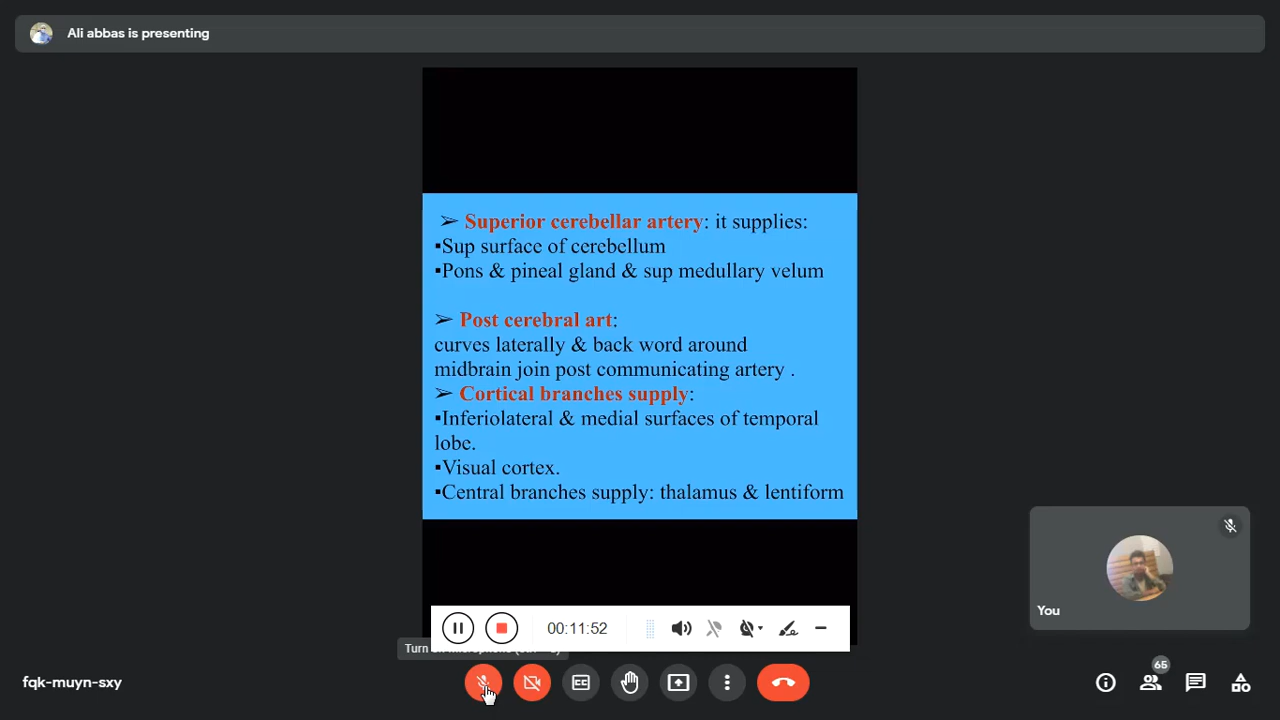 Ali abbas is presenting
➢ Superior cerebellar artery: it supplies:
▪Sup surface of cerebellum
▪Pons & pineal gland & sup medullary velum
➢ Post cerebral art:
curves laterally & back word around
midbrain join post communicating artery .
➢ Cortical branches supply:
▪Inferiolateral & medial surfaces of temporal
lobe.
▪Visual cortex.
▪Central branches supply: thalamus & lentiform
You
00:11:52
Turn
fqk-muyn-sxy
65